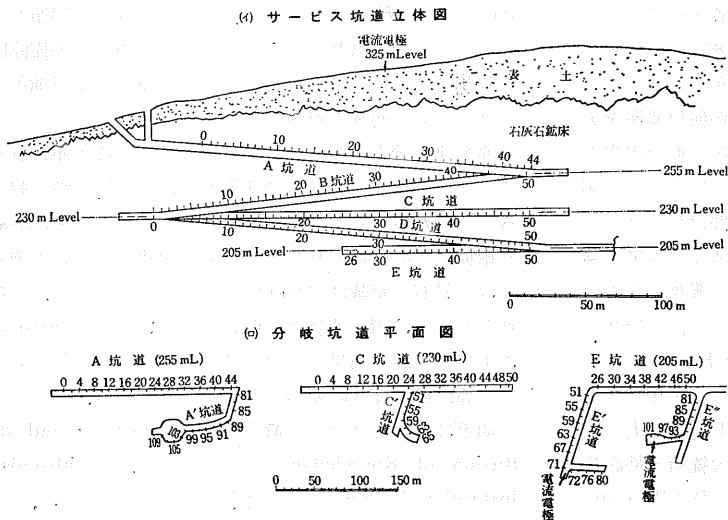 (イ) サービス坑道立体図
電流電極
325 m Level
表 土
石灰石鉱床
0 10 20 30 40 44
A 坑道
255 m Level
10 20 30 40 50
B 坑道
C 坑道
230 m Level
230 m Level
0 10 20 30 40 50
D 坑道
10 20 30 40 50
205 m Level
205 m Level
26 30 40 50
E 坑道
0 50 100 m
(ロ) 分岐坑道平面図
A 坑道 (255 mL)
0 4 8 12 16 20 24 28 32 36 40 44
81
85
89
91
95
99
103
105
109
A′坑道
C 坑道 (230 mL)
0 4 8 12 16 20 24 28 32 36 40 44 48 50
51
55
59
63
65
C′坑道
E 坑道 (205 mL)
26 30 34 38 42 46 50
51
55
59
63
67
71
72 76 80
E′坑道
81
85
89
93
97
101
E″坑道
電流電極
電流電極
0 50 100 150 m